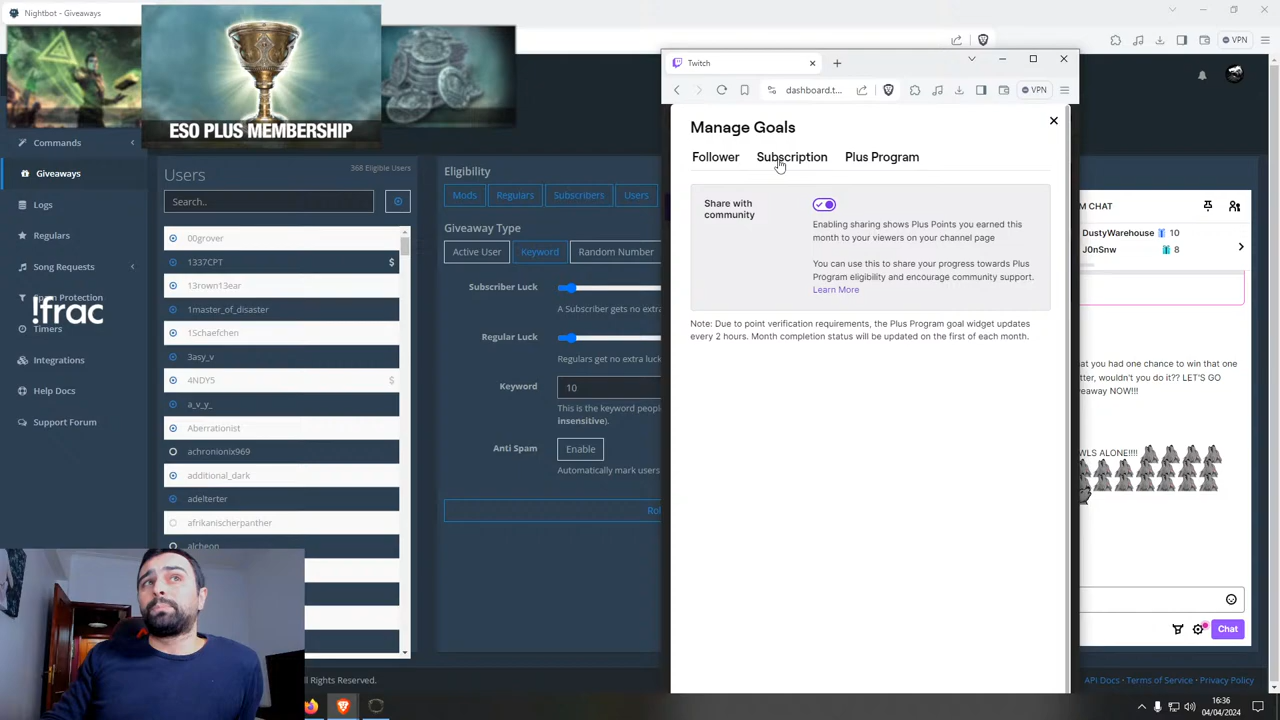 Nightbot - Giveaways
ESO PLUS MEMBERSHIP
Commands
Giveaways
Logs
Regulars
Song Requests
Spam Protection
!frac
Timers
Integrations
Help Docs
Support Forum
Users
368 Eligible Users
Search..
00grover
1337CPT
$
13rown13ear
1master_of_disaster
1Schaefchen
3asy_v
4NDY5
$
a_v_y_
Aberrationist
achronionix969
additional_dark
adelterter
afrikanischerpanther
alcheon
Eligibility
Mods
Regulars
Subscribers
Users
Giveaway Type
Active User
Keyword
Random Number
Subscriber Luck
A Subscriber gets no extra
Regular Luck
Regulars get no extra luck
Keyword
10
This is the keyword people
insensitive).
Anti Spam
Enable
Automatically mark users
Rol
ll Rights Reserved.
Twitch
dashboard.t...
VPN
Manage Goals
Follower
Subscription
Plus Program
Share with
community
Enabling sharing shows Plus Points you earned this
month to your viewers on your channel page
You can use this to share your progress towards
Plus Program eligibility and encourage community support.
Learn More
Note: Due to point verification requirements, the Plus Program goal widget updates
every 2 hours. Month completion status will be updated on the first of each month.
VPN
M CHAT
DustyWarehouse 10
J0nSnw 8
at you had one chance to win that one
tter, wouldn't you do it?? LET'S GO
eaway NOW!!!
WLS ALONE!!!!
Chat
API Docs - Terms of Service - Privacy Policy
16:36
04/04/2024